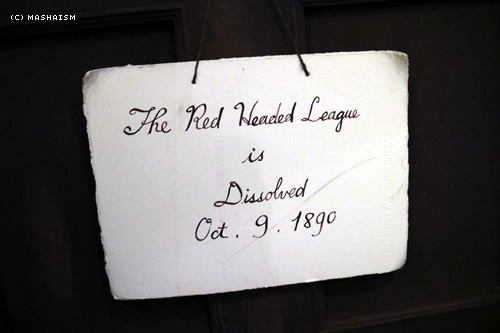 (C) MASHAISM
The Red Headed League
is
Dissolved
Oct. 9. 1890